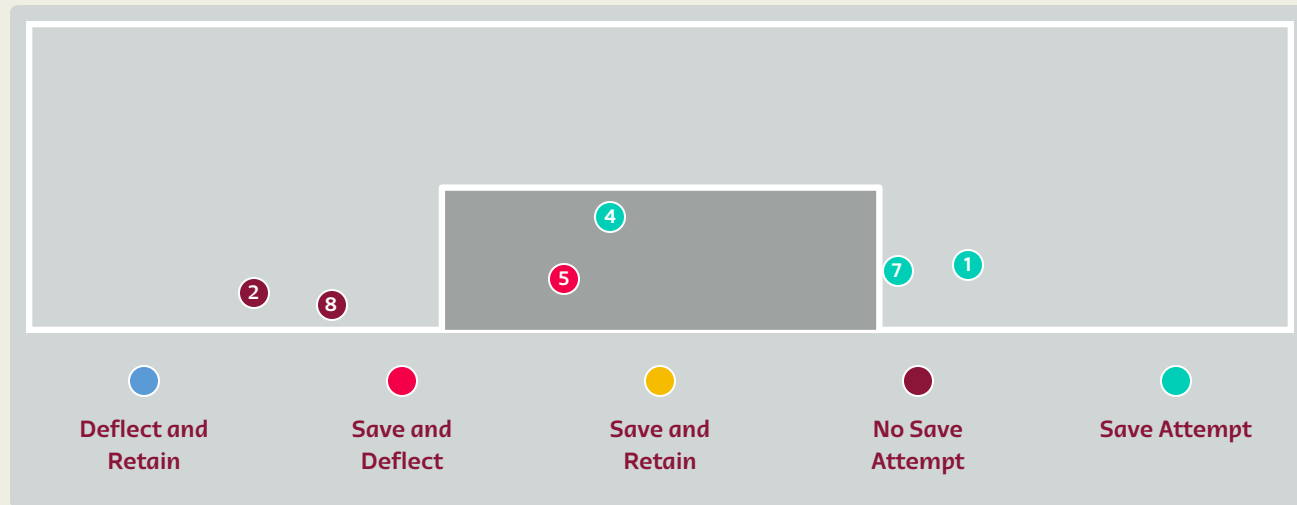 4
5
7
1
2
8
Deflect and
Retain
Save and
Deflect
Save and
Retain
No Save
Attempt
Save Attempt